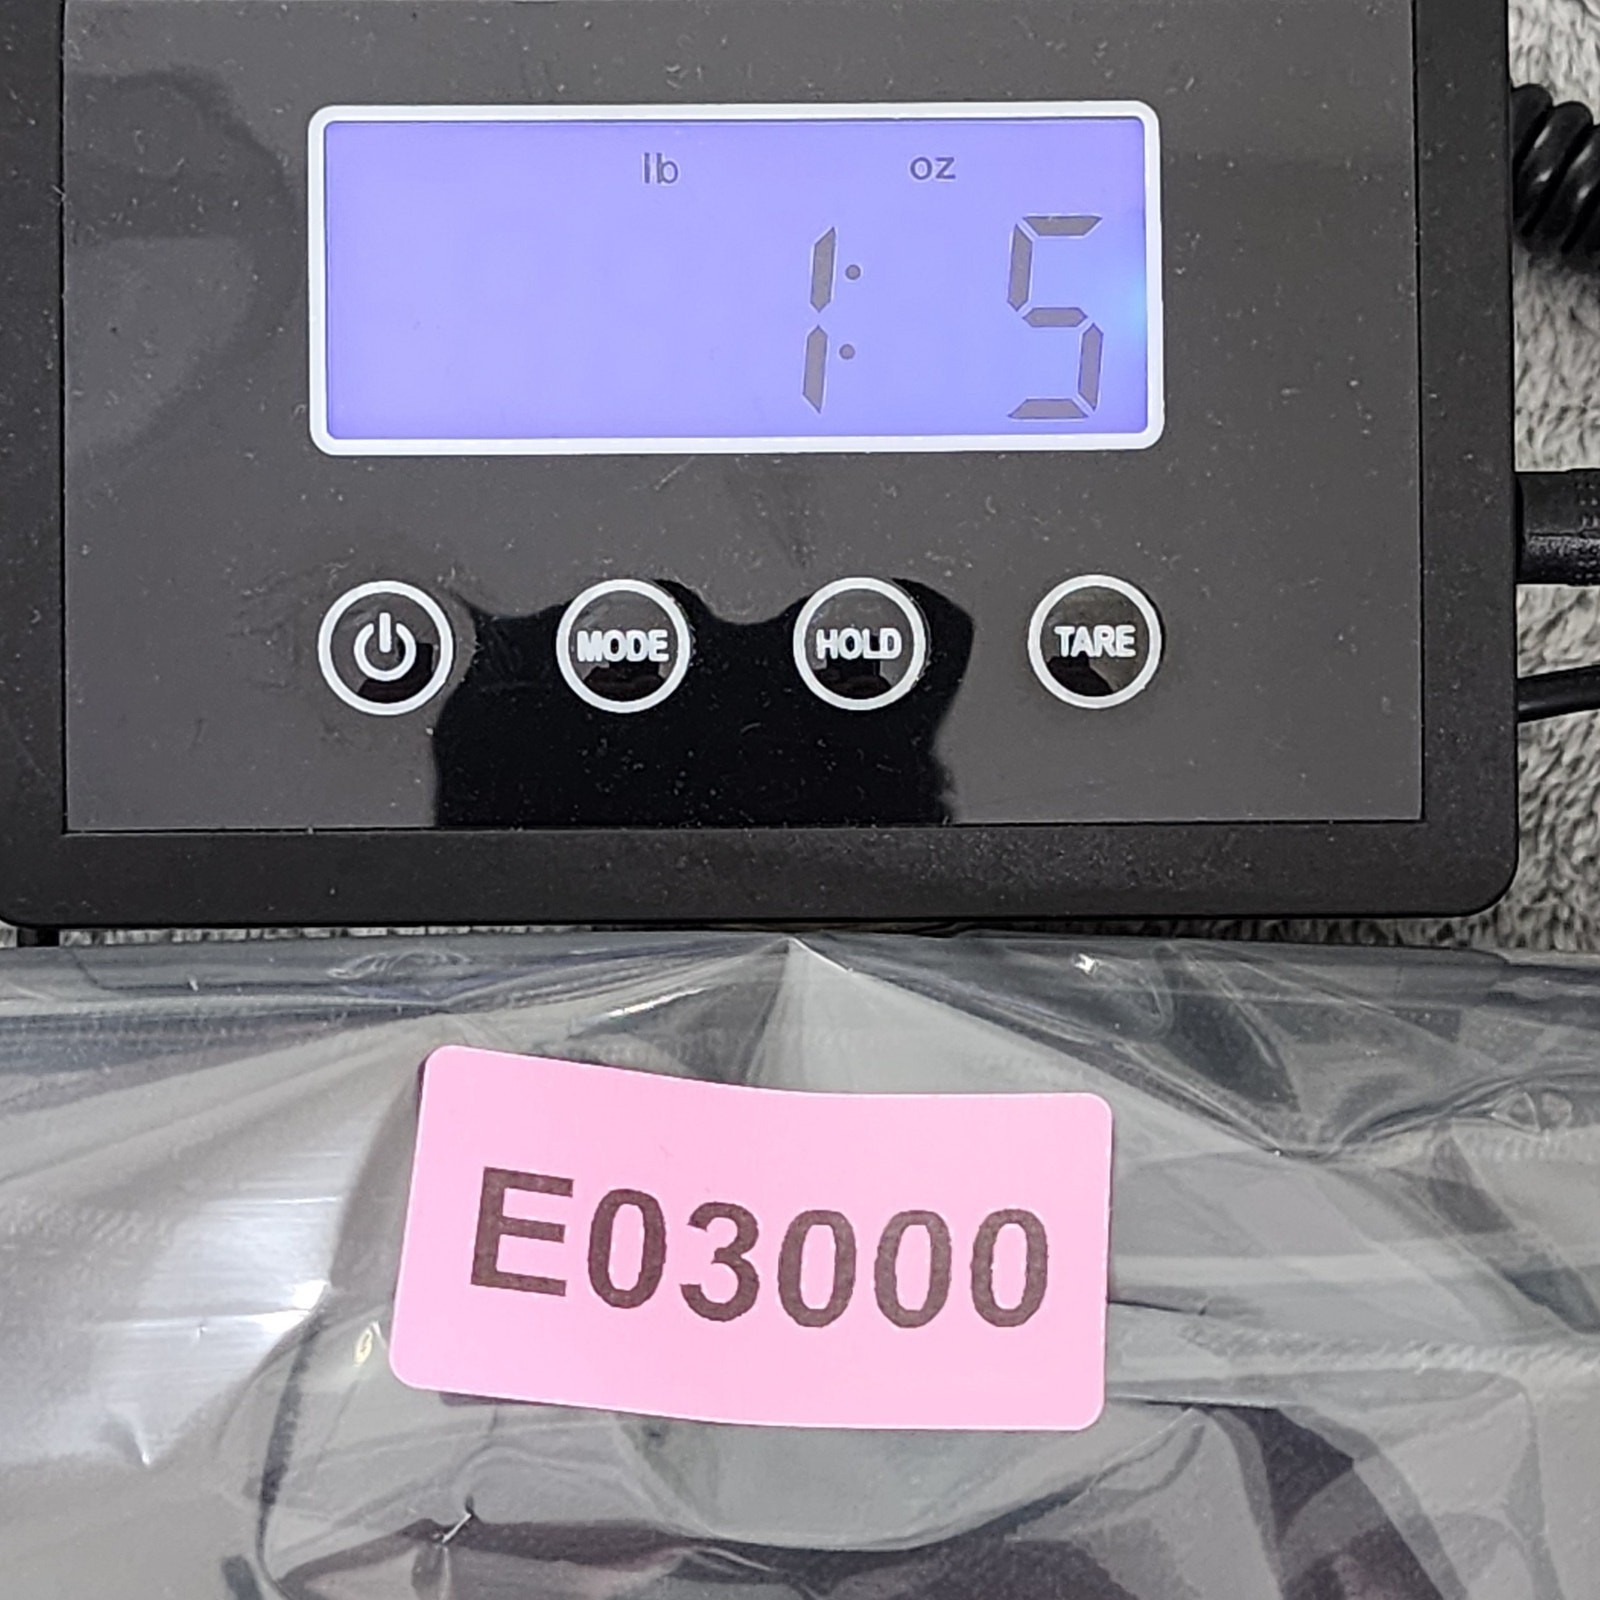 lb oz
1: 5
MODE HOLD TARE
E03000